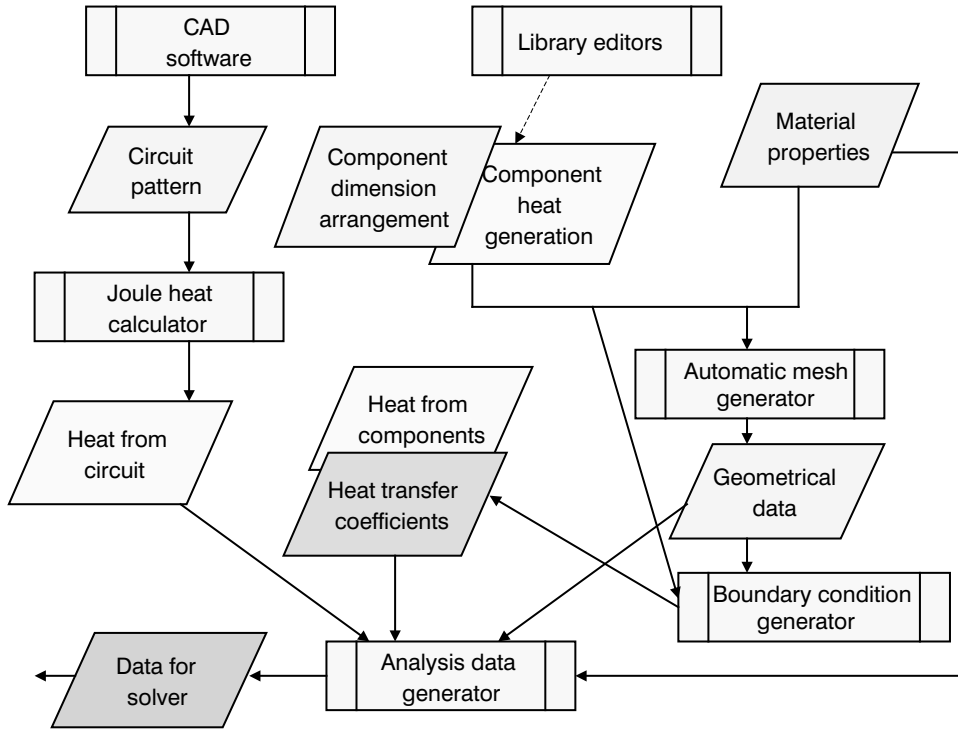 CAD
software
Library editors
Material
properties
Circuit
pattern
Component
dimension
arrangement
Component
heat
generation
Joule heat
calculator
Automatic mesh
generator
Heat from
circuit
Heat from
components
Heat transfer
coefficients
Geometrical
data
Boundary condition
generator
Data for
solver
Analysis data
generator